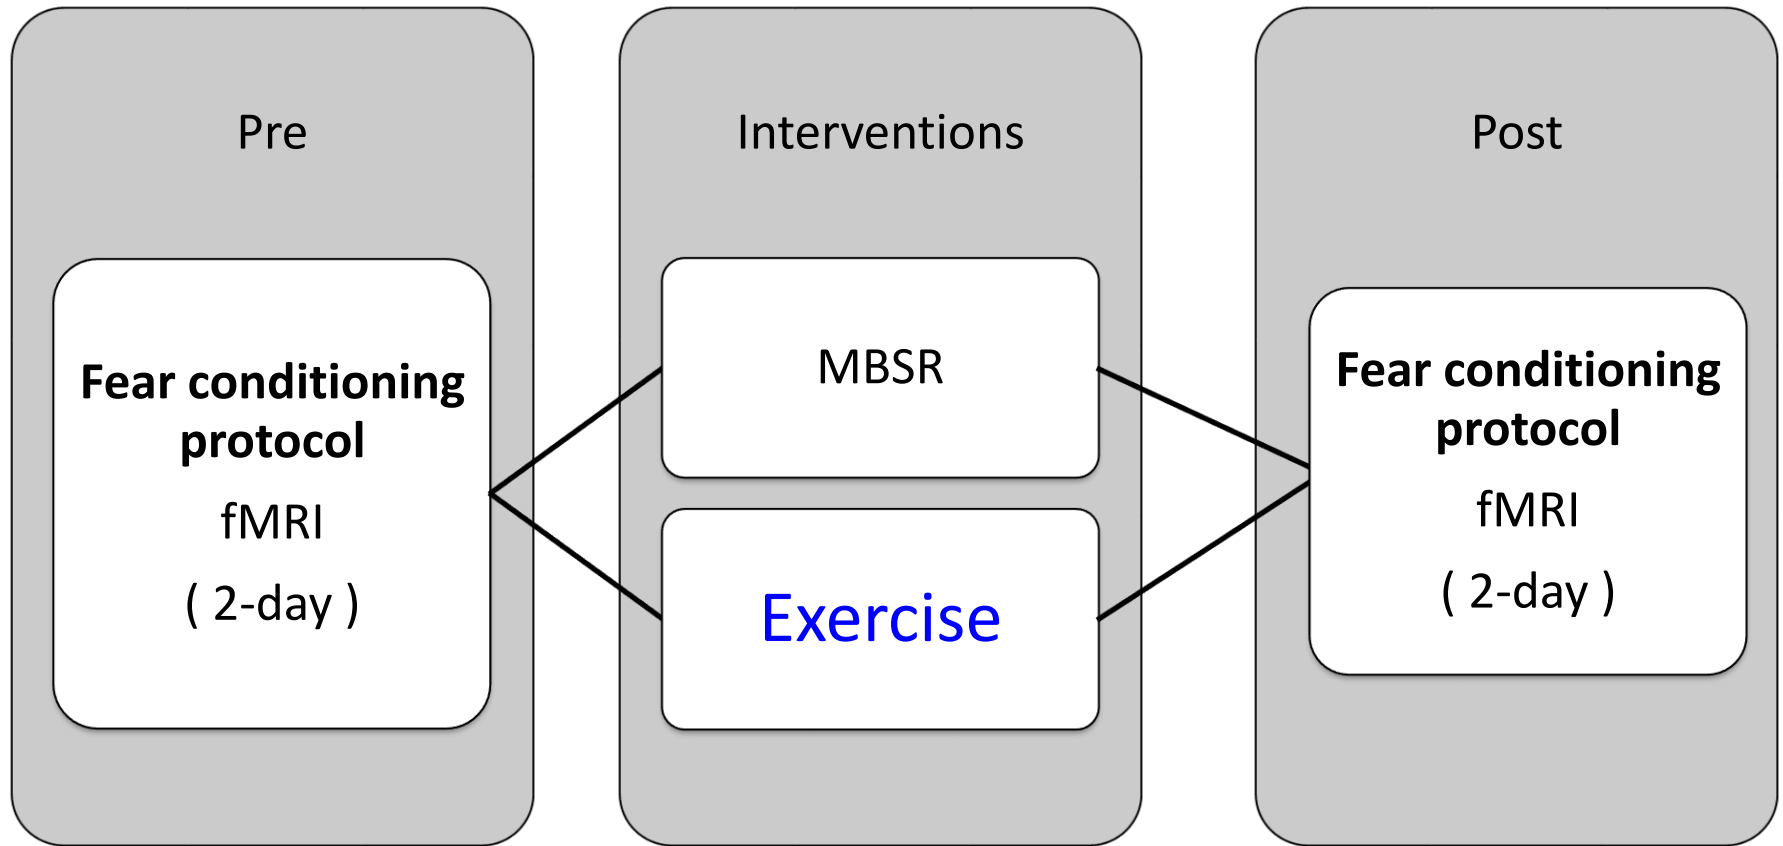 Pre
Fear conditioning
protocol
fMRI
( 2-day )
Interventions
MBSR
Exercise
Post
Fear conditioning
protocol
fMRI
( 2-day )